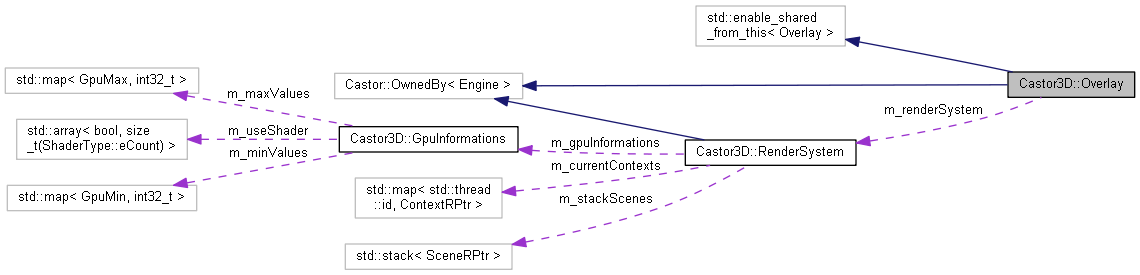 std::enable_shared
_from_this< Overlay >
std::map< GpuMax, int32_t >
Castor::OwnedBy< Engine >
Castor3D::Overlay
m_maxValues
m_renderSystem
std::array< bool, size
_t(ShaderType::eCount) >
m_useShader
Castor3D::GpuInformations
m_gpuInformations
Castor3D::RenderSystem
m_minValues
m_currentContexts
std::map< GpuMin, int32_t >
std::map< std::thread
::id, ContextRPtr >
m_stackScenes
std::stack< SceneRPtr >